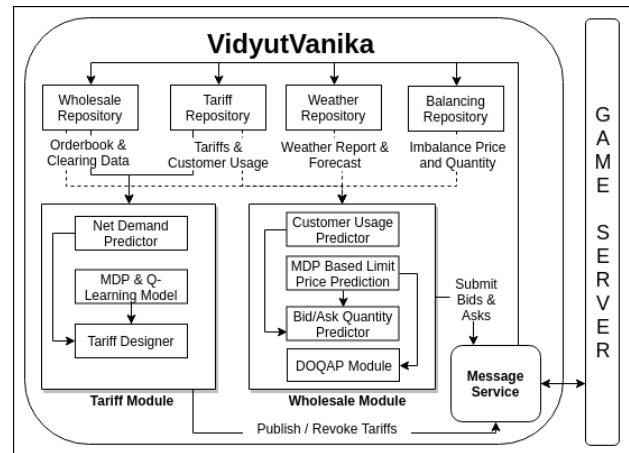 VidyutVanika
Wholesale
Repository
Tariff
Repository
Weather
Repository
Balancing
Repository
Orderbook &
Clearing Data
Tariffs &
Customer Usage
Weather Report &
Forecast
Imbalance Price
and Quantity
Net Demand
Predictor
MDP & Q-
Learning Model
Tariff Designer
Tariff Module
Customer Usage
Predictor
MDP Based Limit
Price Prediction
Bid/Ask Quantity
Predictor
DOQAP Module
Wholesale Module
Submit
Bids &
Asks
Message
Service
Publish / Revoke Tariffs
GAME SERVER